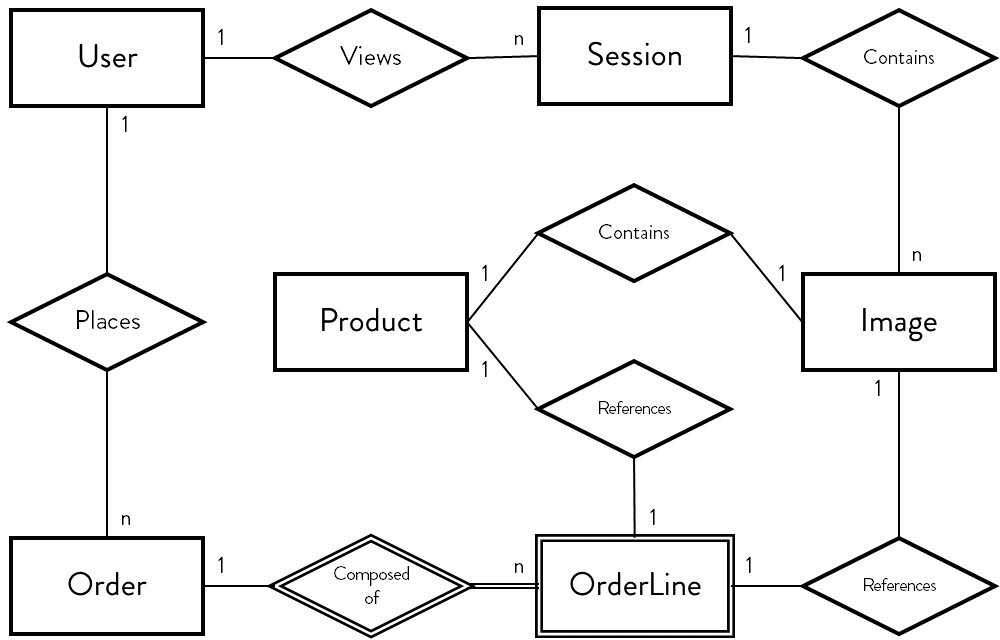 User
1
Views
n
Session
1
Contains
1
n
Contains
1
1
Product
Image
Places
1
1
References
n
1
Order
1
Composed
of
n
OrderLine
1
References